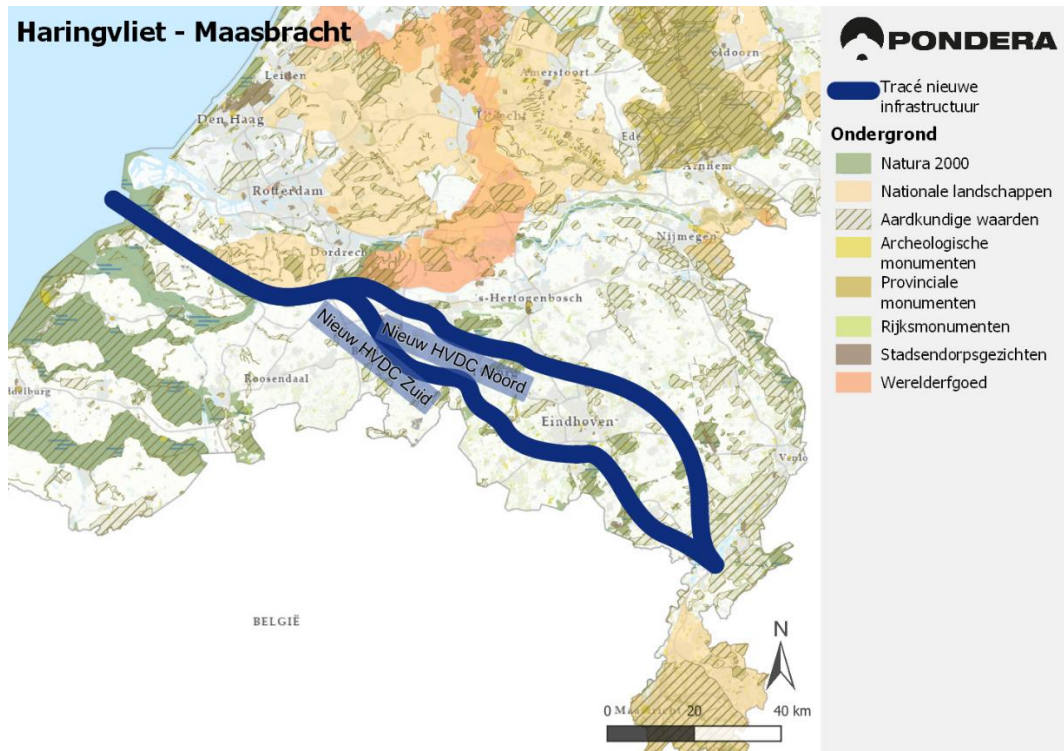 Haringvliet - Maasbracht
PONDERA
Tracé nieuwe
infrastructuur
Ondergrond
Natura 2000
Nationale landschappen
Aardkundige waarden
Archeologische
monumenten
Provinciale
monumenten
Rijksmonumenten
Stadsendorpsgezichten
Werelderfgoed
Leiden
Amersfoort
Den Haag
Utrecht
Ede
Arnhem
Rotterdam
Nijmegen
Dordrecht
's-Hertogenbosch
Nieuw HVDC Noord
Nieuw HVDC Zuid
Roosendaal
ddelburg
Eindhoven
Venlo
BELGIË
N
Maastricht
0 20 40 km